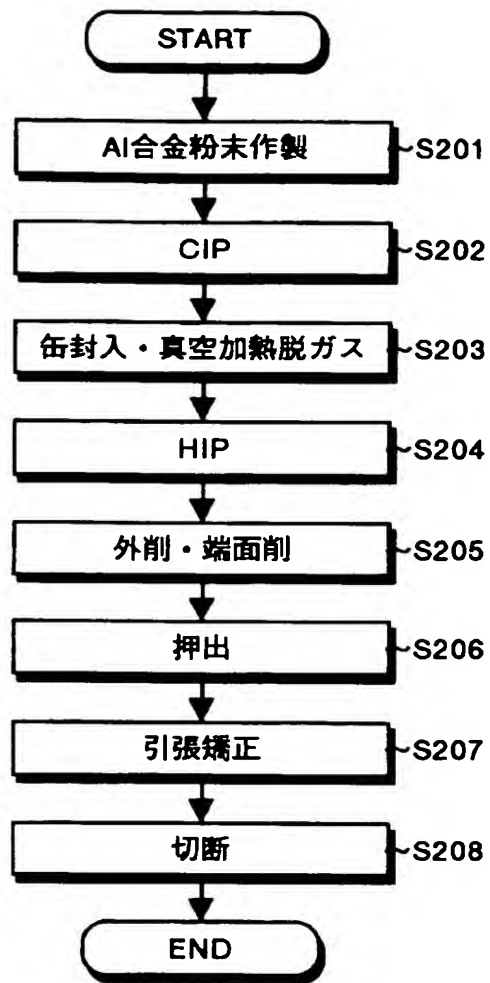 START
Al合金粉末作製 S201
CIP S202
缶封入・真空加熱脱ガス S203
HIP S204
外削・端面削 S205
押出 S206
引張矯正 S207
切断 S208
END